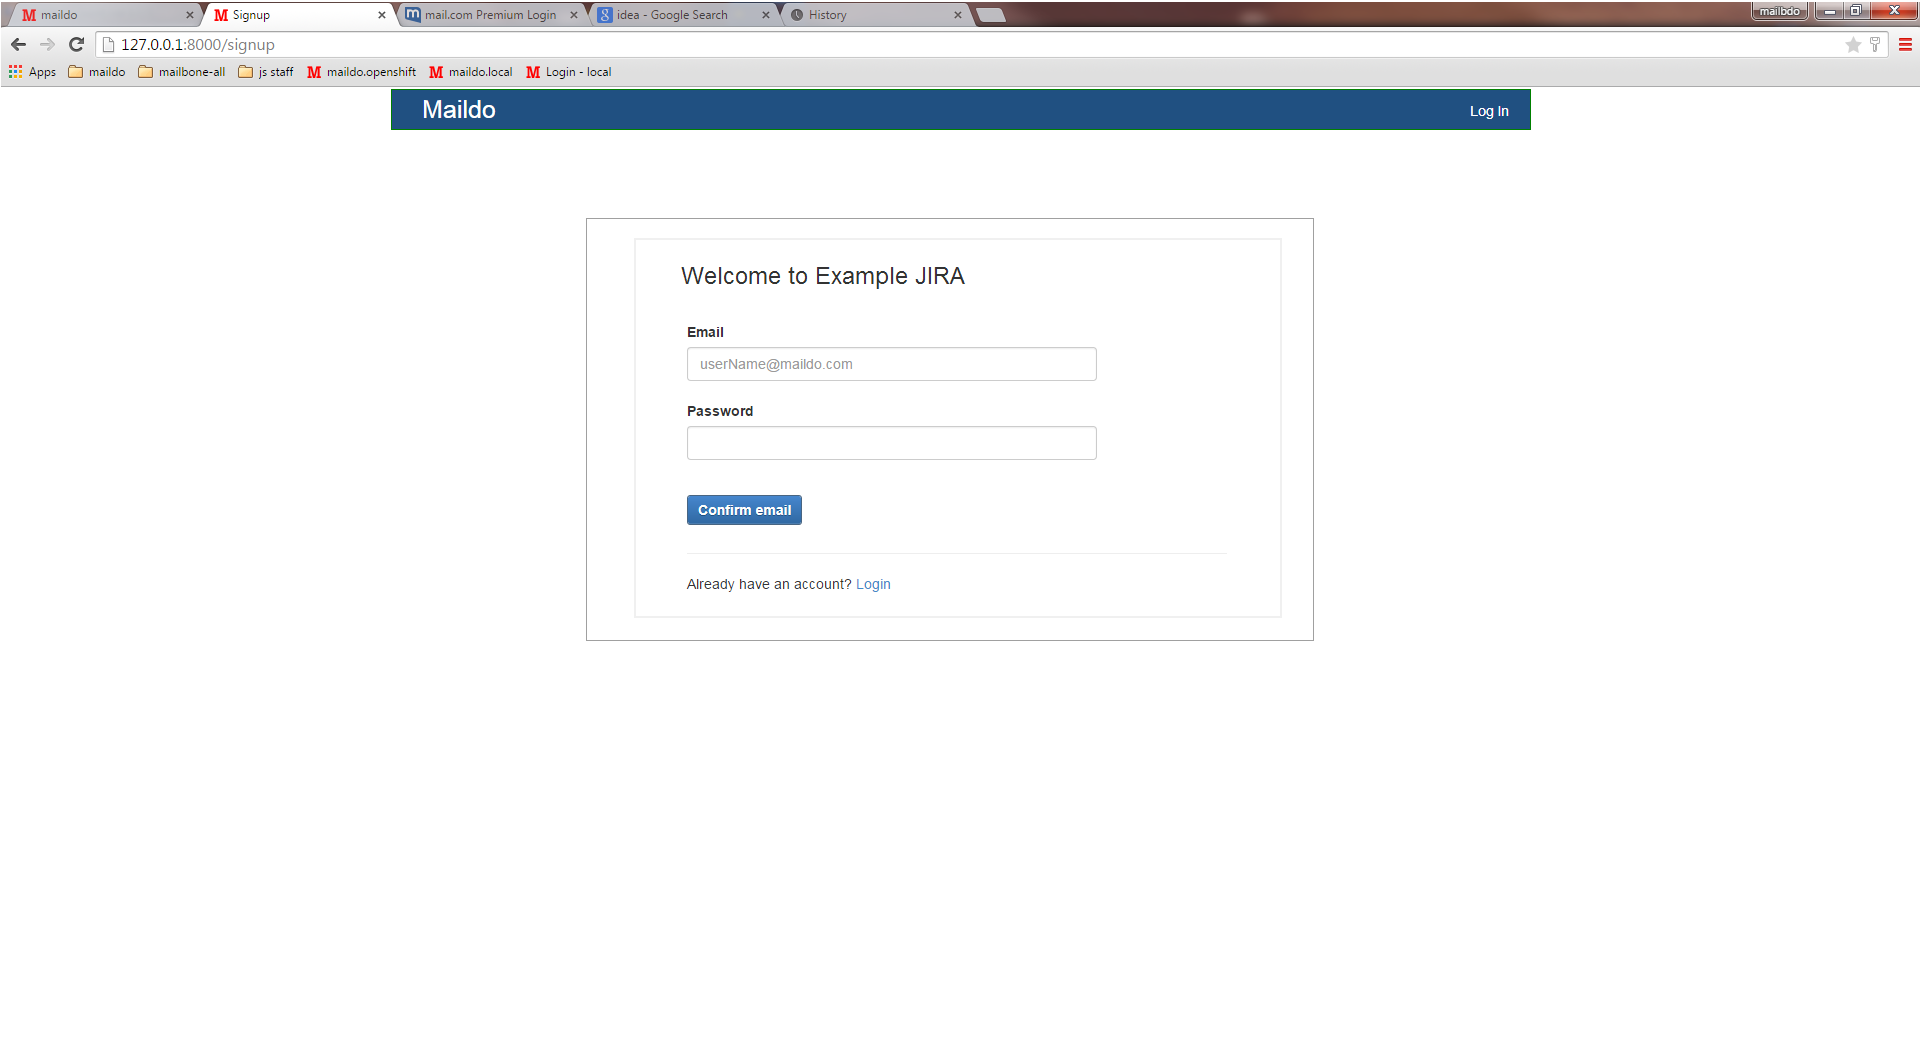 maildo
Signup
mail.com Premium Login
idea - Google Search
History
mailbdo
127.0.0.1:8000/signup
Apps
maildo
mailbone-all
js staff
maildo.openshift
maildo.local
Login - local
Maildo
Log In
Welcome to Example JIRA
Email
userName@maildo.com
Password
Confirm email
Already have an account? Login